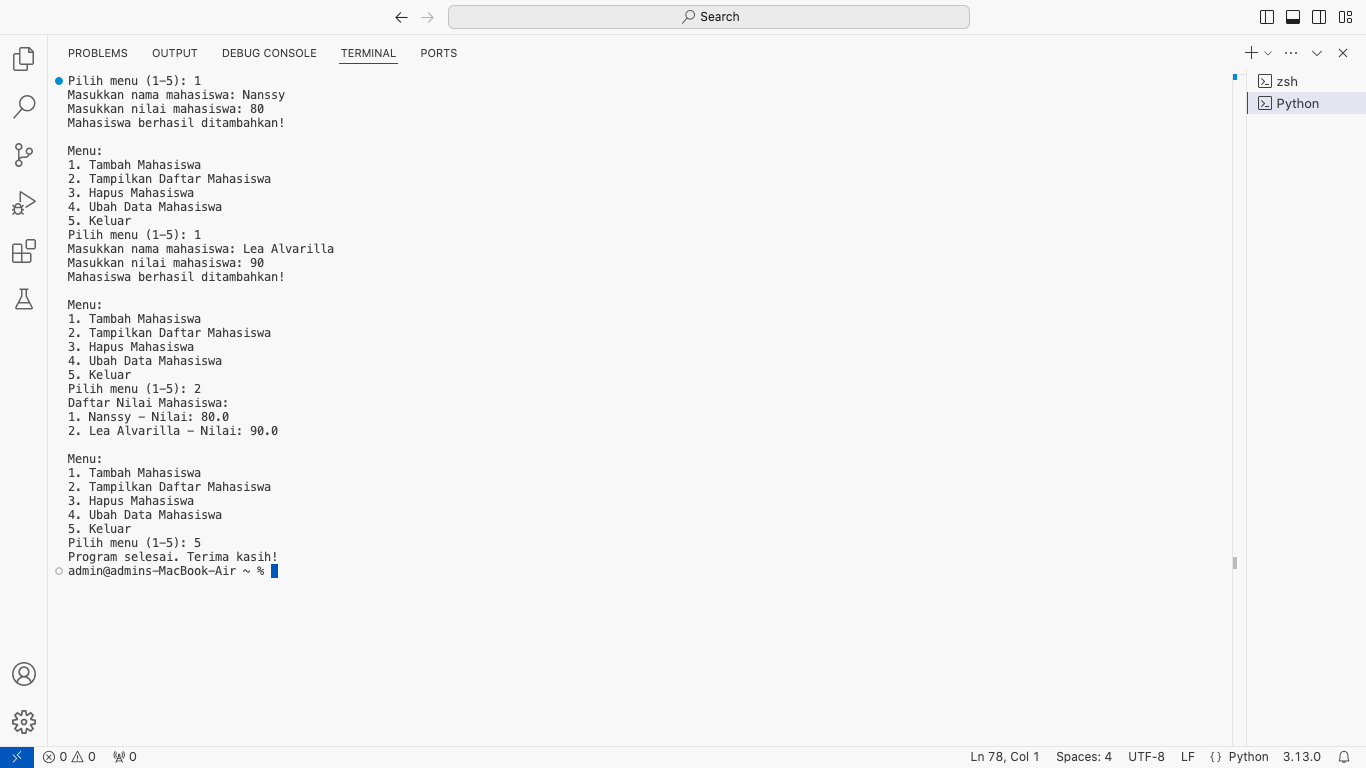 Search
PROBLEMS OUTPUT DEBUG CONSOLE TERMINAL PORTS
Pilih menu (1-5): 1
Masukkan nama mahasiswa: Nanssy
Masukkan nilai mahasiswa: 80
Mahasiswa berhasil ditambahkan!
Menu:
1. Tambah Mahasiswa
2. Tampilkan Daftar Mahasiswa
3. Hapus Mahasiswa
4. Ubah Data Mahasiswa
5. Keluar
Pilih menu (1-5): 1
Masukkan nama mahasiswa: Lea Alvarilla
Masukkan nilai mahasiswa: 90
Mahasiswa berhasil ditambahkan!
Menu:
1. Tambah Mahasiswa
2. Tampilkan Daftar Mahasiswa
3. Hapus Mahasiswa
4. Ubah Data Mahasiswa
5. Keluar
Pilih menu (1-5): 2
Daftar Nilai Mahasiswa:
1. Nanssy - Nilai: 80.0
2. Lea Alvarilla - Nilai: 90.0
Menu:
1. Tambah Mahasiswa
2. Tampilkan Daftar Mahasiswa
3. Hapus Mahasiswa
4. Ubah Data Mahasiswa
5. Keluar
Pilih menu (1-5): 5
Program selesai. Terima kasih!
admin@admins-MacBook-Air ~ %
zsh
Python
0 0 0 Ln 78, Col 1 Spaces: 4 UTF-8 LF {} Python 3.13.0